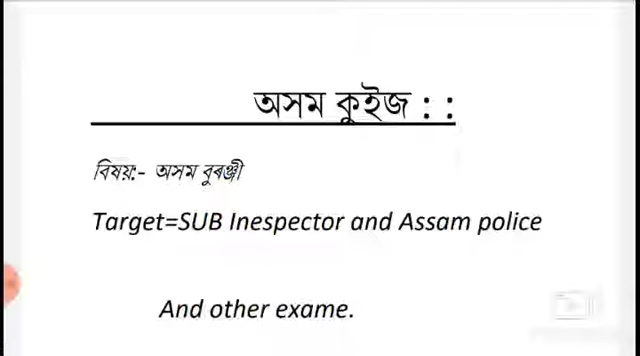 অসম কুইজ : :
বিষয়:- অসম বুৰঞ্জী
Target=SUB Inespector and Assam police
And other exame.